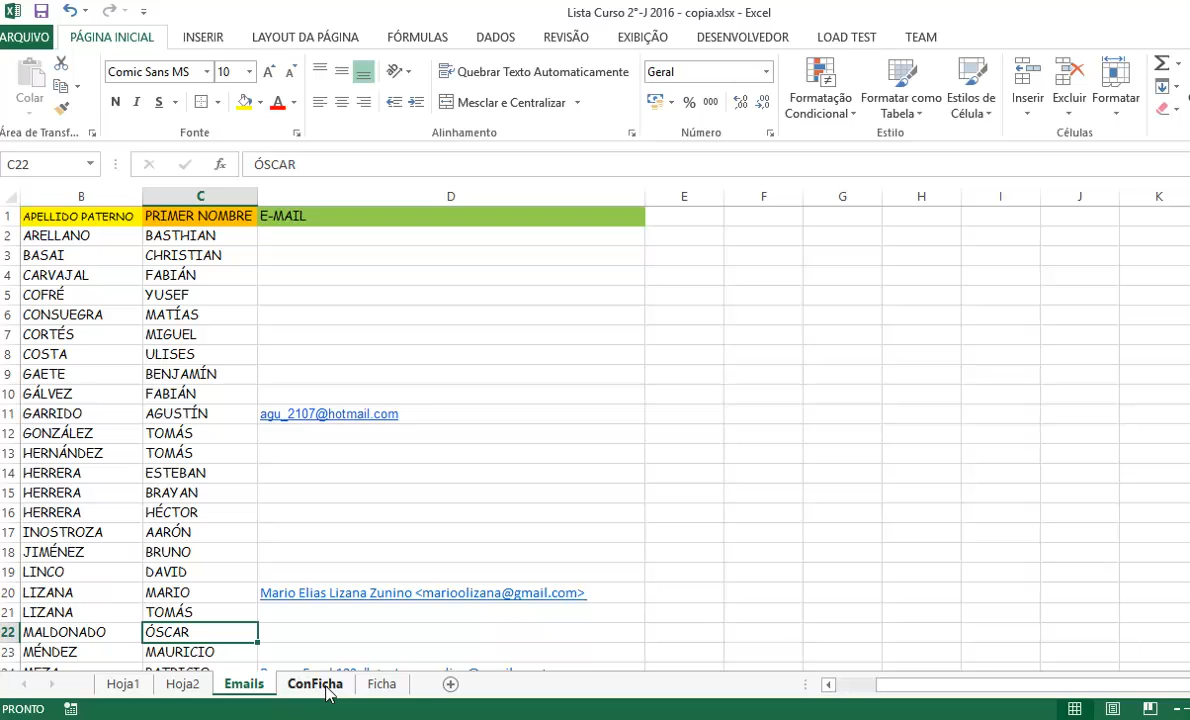 Lista Curso 2°-J 2016 - copia.xlsx - Excel
ARQUIVO PÁGINA INICIAL INSERIR LAYOUT DA PÁGINA FÓRMULAS DADOS REVISÃO EXIBIÇÃO DESENVOLVEDOR LOAD TEST TEAM
Comic Sans MS 10 Quebrar Texto Automaticamente Geral
Colar Formatação Condicional Formatar como Tabela Estilos de Célula Inserir Excluir Formatar
N I S Mesclar e Centralizar % 000
Área de Transf... Fonte Alinhamento Número Estilo Células
C22 ÓSCAR
B C D E F G H I J K
1 APELLIDO PATERNO PRIMER NOMBRE E-MAIL
2 ARELLANO BASTHIAN
3 BASAI CHRISTIAN
4 CARVAJAL FABIÁN
5 COFRÉ YUSEF
6 CONSUEGRA MATÍAS
7 CORTÉS MIGUEL
8 COSTA ULISES
9 GAETE BENJAMÍN
10 GÁLVEZ FABIÁN
11 GARRIDO AGUSTÍN agu_2107@hotmail.com
12 GONZÁLEZ TOMÁS
13 HERNÁNDEZ TOMÁS
14 HERRERA ESTEBAN
15 HERRERA BRAYAN
16 HERRERA HÉCTOR
17 INOSTROZA AARÓN
18 JIMÉNEZ BRUNO
19 LINCO DAVID
20 LIZANA MARIO Mario Elias Lizana Zunino <marioolizana@gmail.com>
21 LIZANA TOMÁS
22 MALDONADO ÓSCAR
23 MÉNDEZ MAURICIO
24 MEZA PATRICIO
Hoja1 Hoja2 Emails ConFicha Ficha
PRONTO